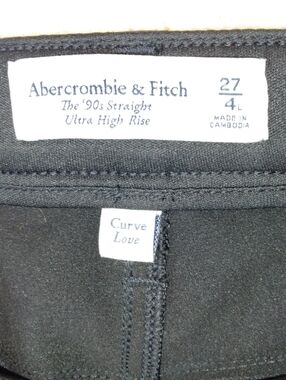 Abercrombie & Fitch
The '90s Straight
Ultra High Rise
27
4L
MADE IN
CAMBODIA
Curve
Love